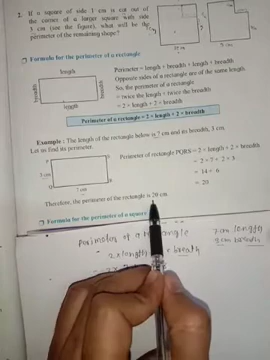 2. If a square of side 1 cm is cut out of
the corner of a larger square with side
3 cm (see the figure), what will be the
perimeter of the remaining shape?
Formula for the perimeter of a rectangle
length
breadth
breadth
length
Perimeter = length + breadth + length + breadth
Opposite sides of a rectangle are of the same length.
So, the perimeter of a rectangle
= twice the length + twice the breadth
= 2 × length + 2 × breadth
Perimeter of a rectangle = 2 × length + 2 × breadth
Example : The length of the rectangle below is 7 cm and its breadth, 3 cm.
Let us find its perimeter.
3 cm
7 cm
Perimeter of rectangle PQRS = 2 × length + 2 × breadth
= 2 × 7 + 2 × 3
= 14 + 6
= 20
Therefore, the perimeter of the rectangle is 20 cm
Formula for the perimeter of a square
Perimeter of a rectangle
= 2 x length
breath
7cm length
3cm breath